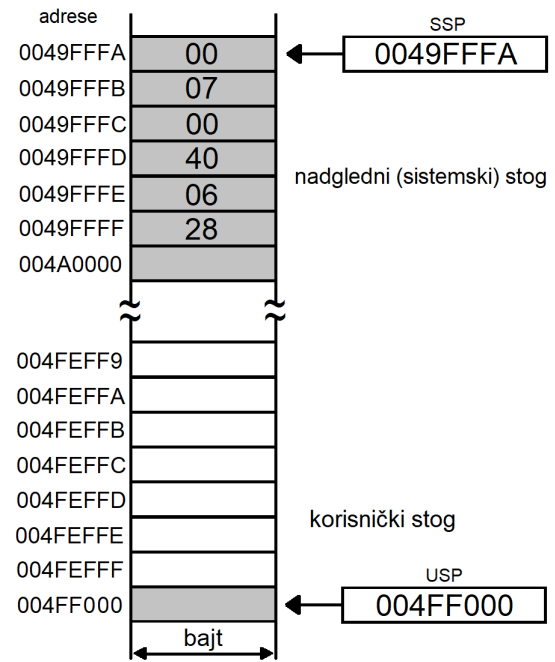 adrese
SSP
0049FFFA 00 0049FFFA
0049FFFB 07
0049FFFC 00
0049FFFD 40
nadgledni (sistemski) stog
0049FFFE 06
0049FFFF 28
004A0000
004FEFF9
004FEFFA
004FEFFB
004FEFFC
004FEFFD
korisnički stog
004FEFFE
004FEFFF
USP
004FF000 004FF000
bajt